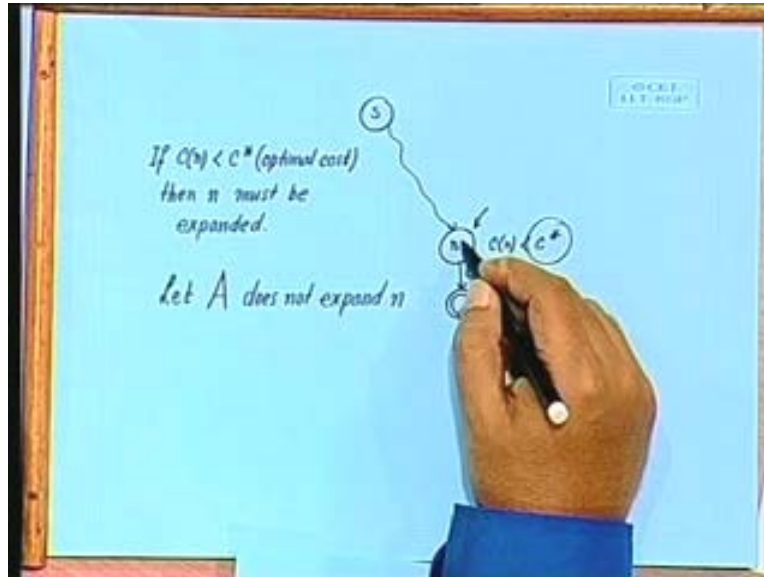 S
If C(n) < C* (optimal cost)
then n must be
expanded.
n C(n) < C*
Let A does not expand n